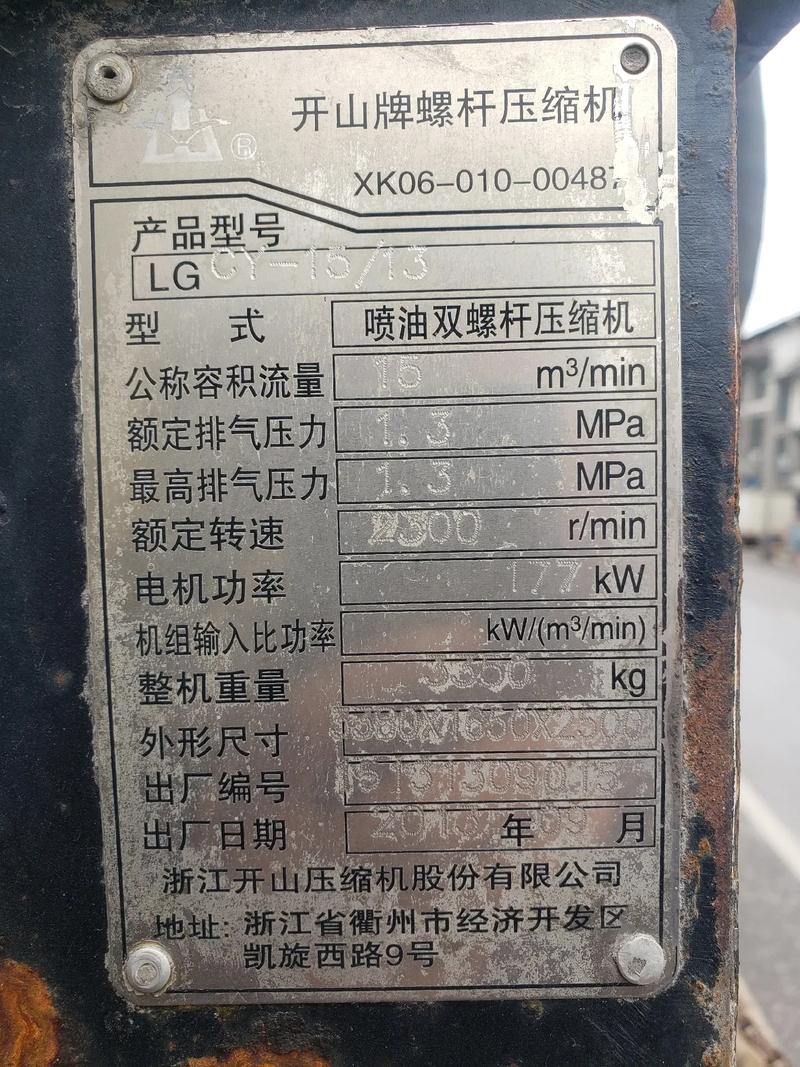 ®
开山牌螺杆压缩机
XK06-010-00487
产品型号
LGCY-15/13
型 式 喷油双螺杆压缩机
公称容积流量 15 m³/min
额定排气压力 1.3 MPa
最高排气压力 1.3 MPa
额定转速 2300 r/min
电机功率 177 kW
机组输入比功率 kW/(m³/min)
整机重量 3350 kg
外形尺寸
出厂编号
出厂日期 2013 年 09 月
浙江开山压缩机股份有限公司
地址: 浙江省衢州市经济开发区
凯旋西路9号